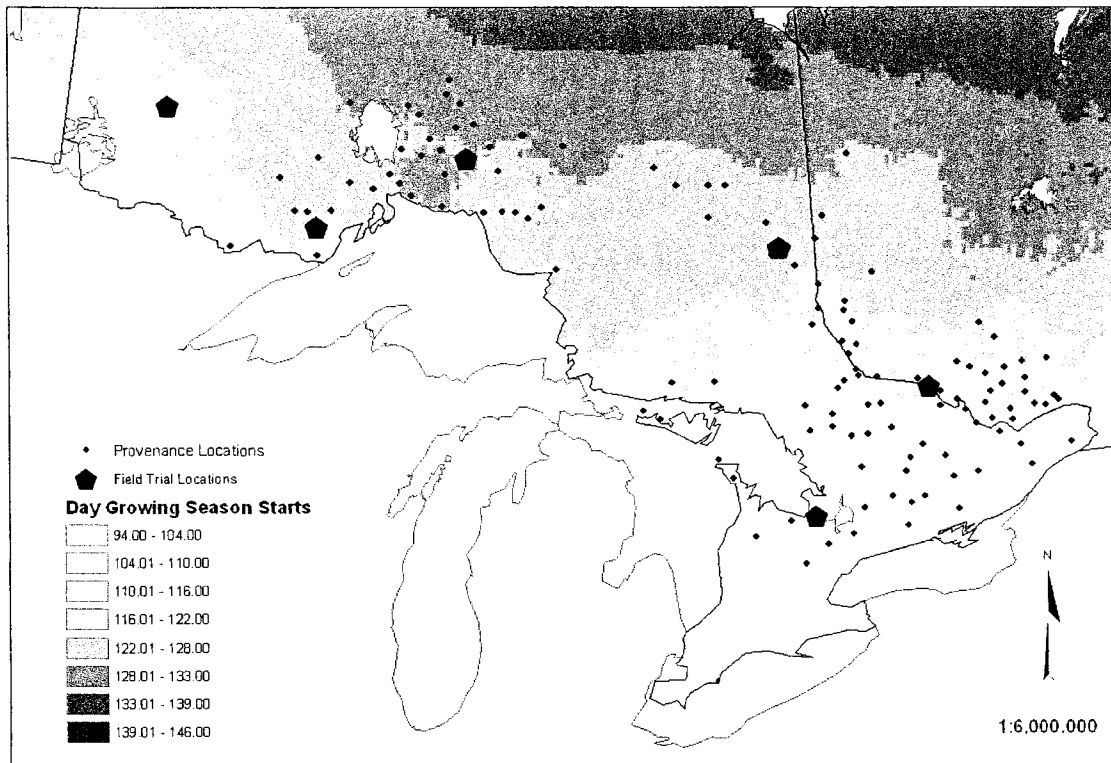 Provenance Locations
Field Trial Locations
Day Growing Season Starts
94.00 - 104.00
104.01 - 110.00
110.01 - 116.00
116.01 - 122.00
122.01 - 128.00
128.01 - 133.00
133.01 - 139.00
139.01 - 146.00
N
1:6,000,000